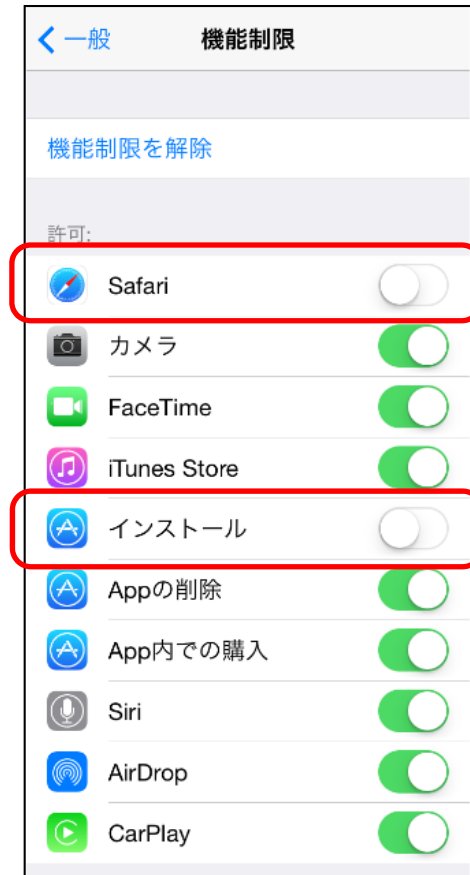 一般
機能制限
機能制限を解除
許可:
Safari
カメラ
FaceTime
iTunes Store
インストール
Appの削除
App内での購入
Siri
AirDrop
CarPlay